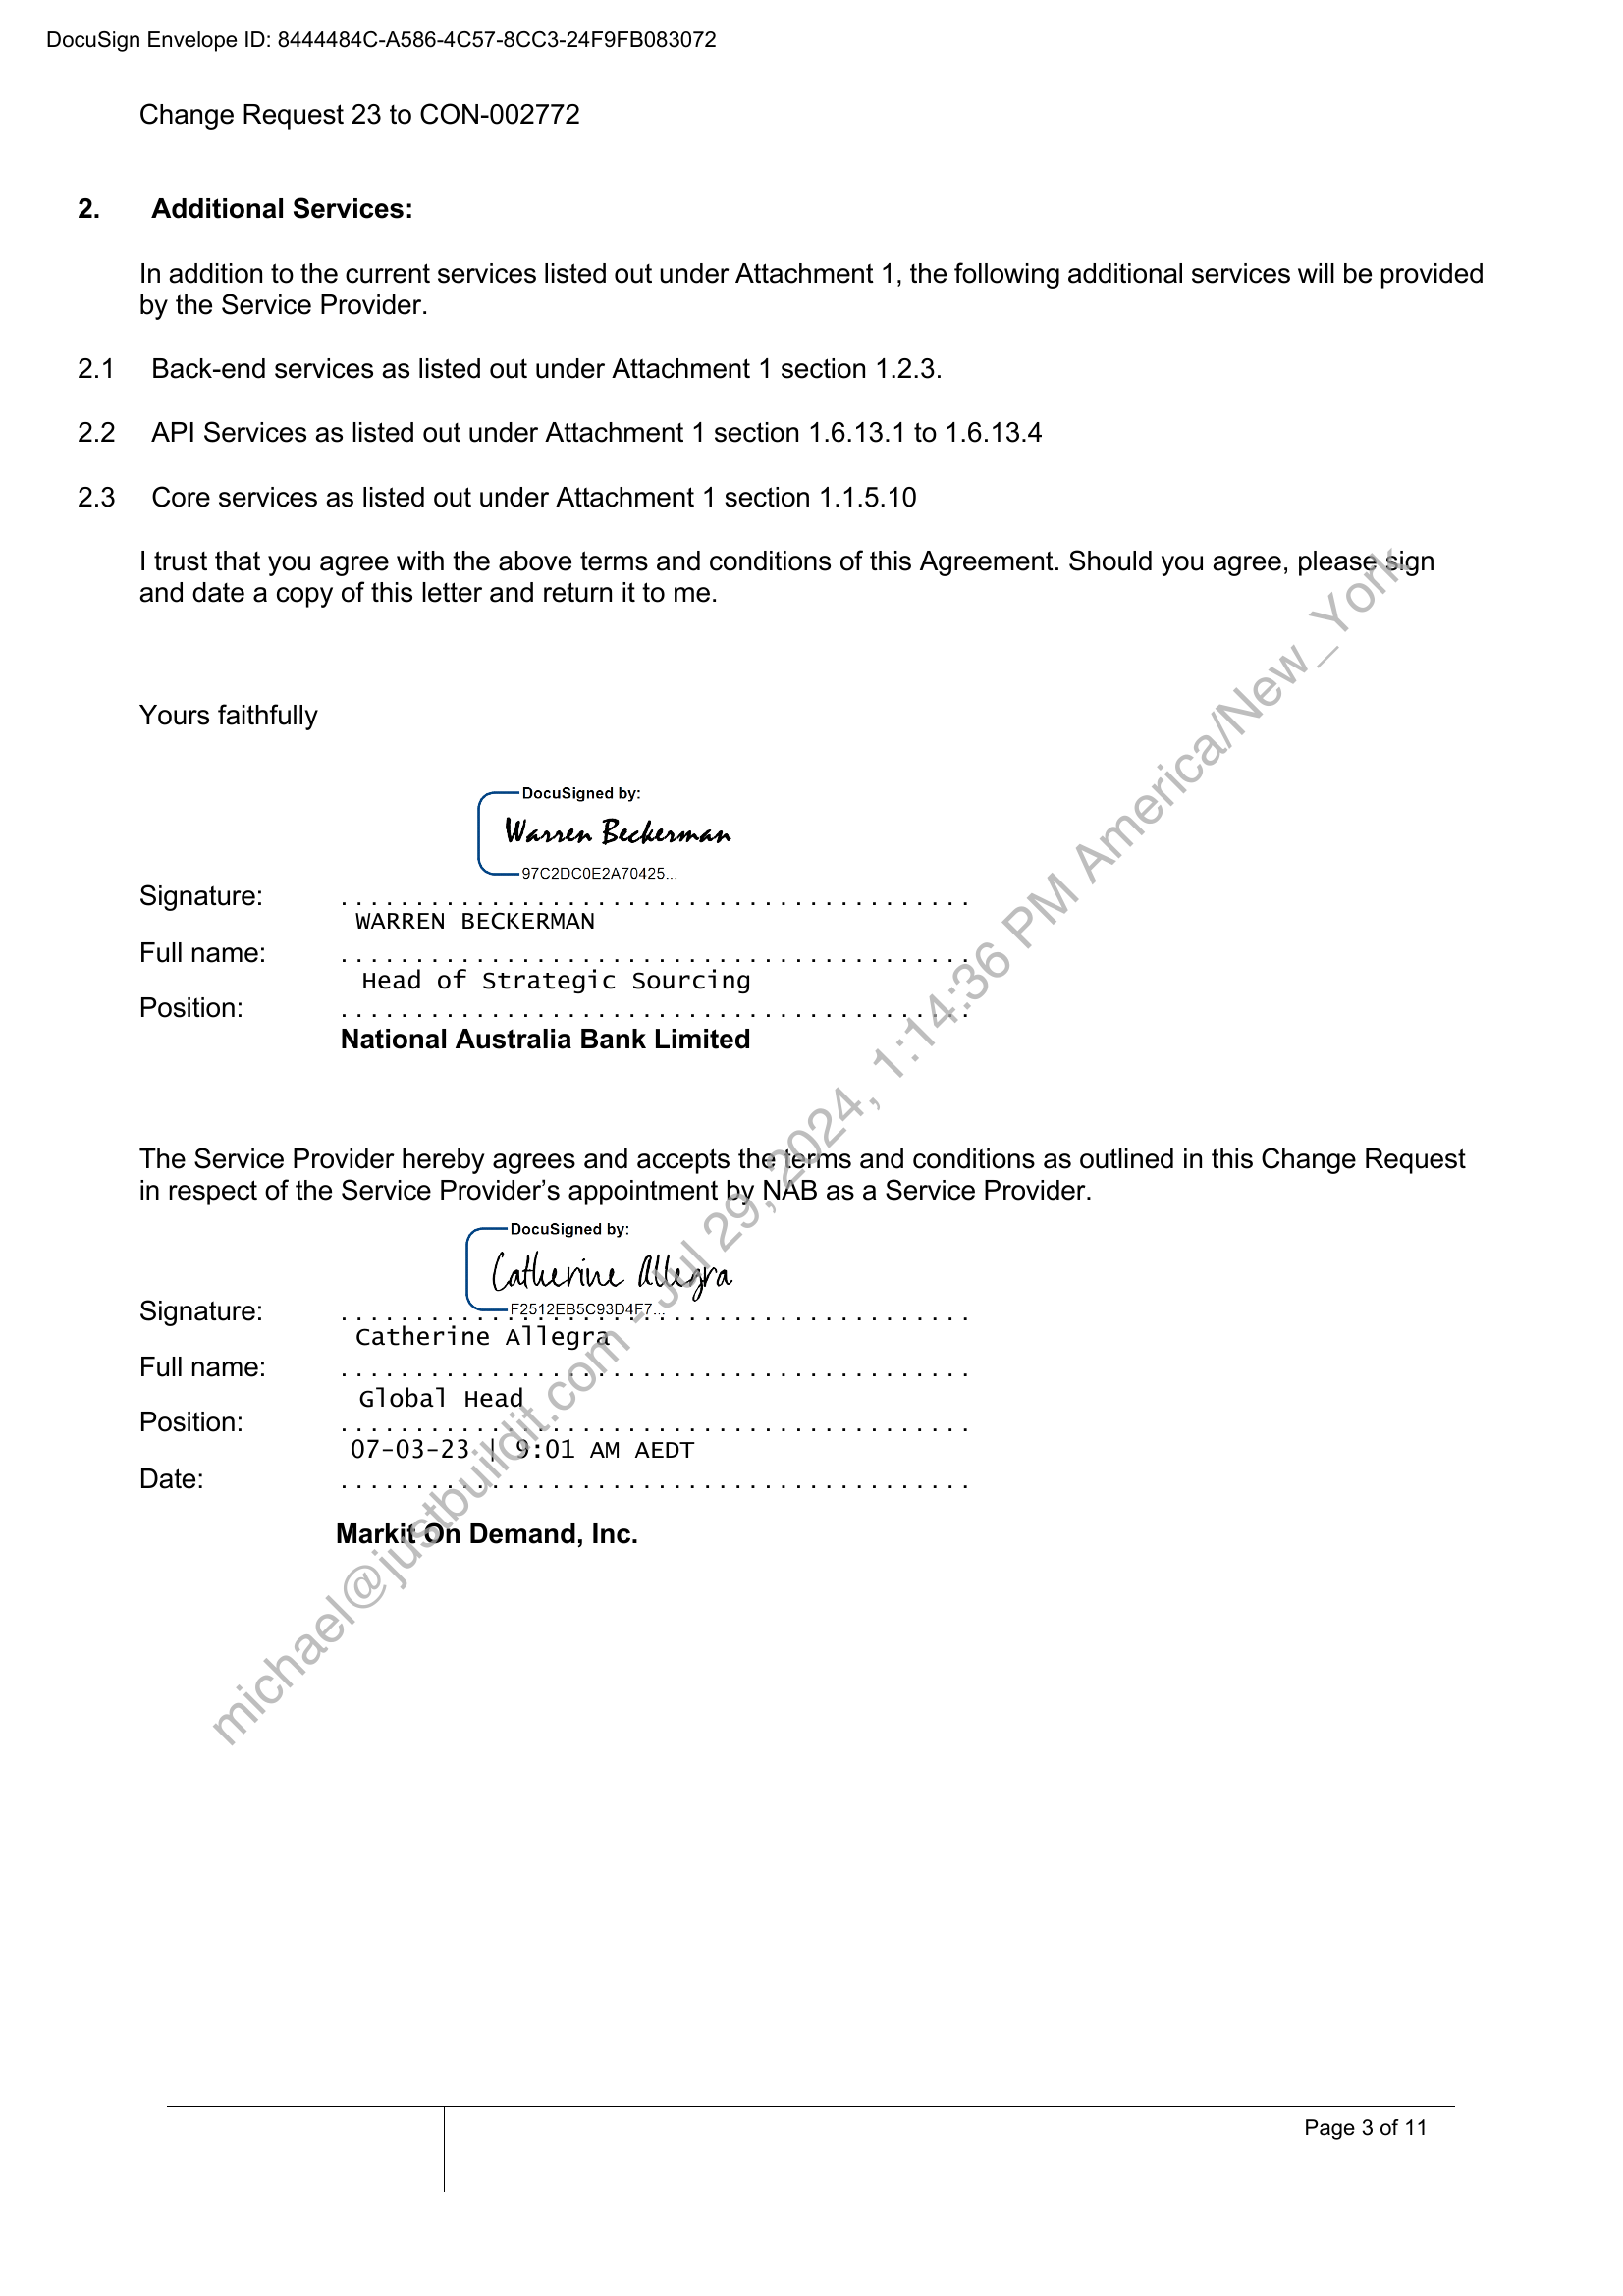 DocuSign Envelope ID: 8444484C-A586-4C57-8CC3-24F9FB083072
Change Request 23 to CON-002772
2. Additional Services:
In addition to the current services listed out under Attachment 1, the following additional services will be provided
by the Service Provider.
2.1 Back-end services as listed out under Attachment 1 section 1.2.3.
2.2 API Services as listed out under Attachment 1 section 1.6.13.1 to 1.6.13.4
2.3 Core services as listed out under Attachment 1 section 1.1.5.10
I trust that you agree with the above terms and conditions of this Agreement. Should you agree, please sign
and date a copy of this letter and return it to me.
Yours faithfully
DocuSigned by:
Warren Beckerman
97C2DC0E2A70425...
Signature: ..........................................
WARREN BECKERMAN
Full name: ..........................................
Head of Strategic Sourcing
Position: ..........................................
National Australia Bank Limited
The Service Provider hereby agrees and accepts the terms and conditions as outlined in this Change Request
in respect of the Service Provider’s appointment by NAB as a Service Provider.
DocuSigned by:
Catherine Allegra
F2512EB5C93D4F7...
Signature: ..........................................
Catherine Allegra
Full name: ..........................................
Global Head
Position: ..........................................
07-03-23 | 9:01 AM AEDT
Date: ..........................................
Markit On Demand, Inc.
michael@justbuildit.com - Jul 29, 2024, 1:14:36 PM America/New_York
Page 3 of 11